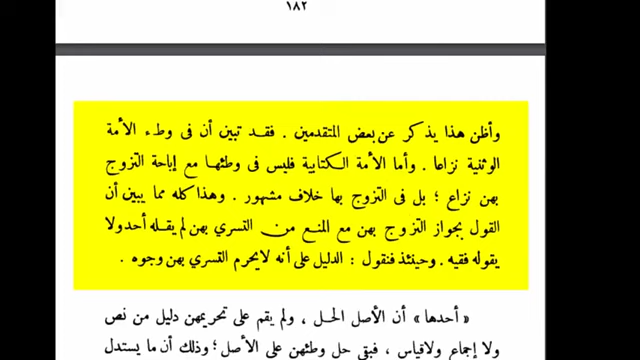 ١٨٢
وأظن هذا يذكر عن بعض المتقدمين . فقد تبين أن فى وطء الأمة
الوثنية نزاعا . وأما الأمة الكتابية فليس فى وطئها مع إباحة التزوج
بهن نزاع ؛ بل فى التزوج بها خلاف مشهور . وهذا كله مما يبين أن
القول بجواز التزوج بهن مع المنع من التسري بهن لم يقله أحد ولا
يقوله فقيه . وحينئذ فنقول : الدليل على أنه لا يحرم التسري بهن وجوه .
« أحدها » أن الأصل الحل ، ولم يقم على تحريمهن دليل من نص
ولا إجماع ولا قياس ، فبقى حل وطئهن على الأصل ؛ وذلك أن ما يستدل